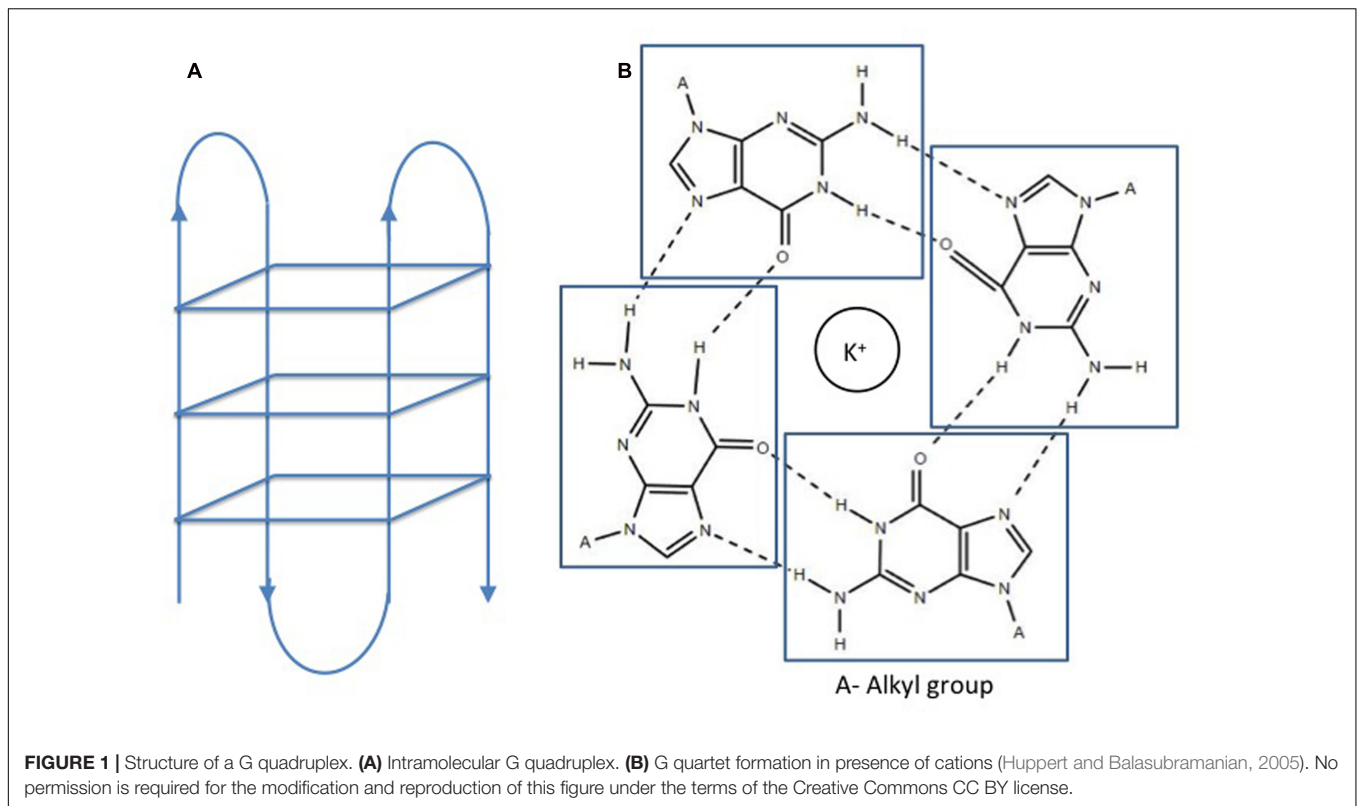 A
B
H
A
N
N
N
H
N
A
N
N
N
H
O
O
N
H
N
H
K⁺
H
N
H
N
H
N
H
N
O
O
H
N
N
N
N
A
H
N
N
N
A
H
A- Alkyl group
FIGURE 1 | Structure of a G quadruplex. (A) Intramolecular G quadruplex. (B) G quartet formation in presence of cations (Huppert and Balasubramanian, 2005). No
permission is required for the modification and reproduction of this figure under the terms of the Creative Commons CC BY license.